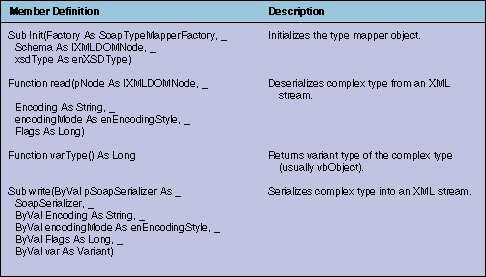 Member Definition Description
Sub Init(Factory As SoapTypeMapperFactory, _ Initializes the type mapper object.
Schema As IXMLDOMNode, _
xsdType As enXSDType)
Function read(pNode As IXMLDOMNode, _ Deserializes complex type from an XML
stream.
Encoding As String, _
encodingMode As enEncodingStyle, _
Flags As Long)
Function varType() As Long Returns variant type of the complex type
(usually vbObject).
Sub write(ByVal pSoapSerializer As _ Serializes complex type into an XML stream.
SoapSerializer, _
ByVal Encoding As String, _
ByVal encodingMode As enEncodingStyle, _
ByVal Flags As Long, _
ByVal var As Variant)